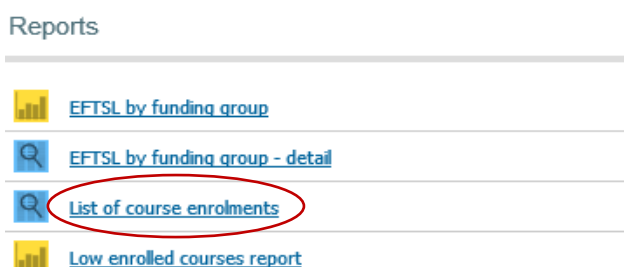 Reports
EFTSL by funding group
EFTSL by funding group - detail
List of course enrolments
Low enrolled courses report